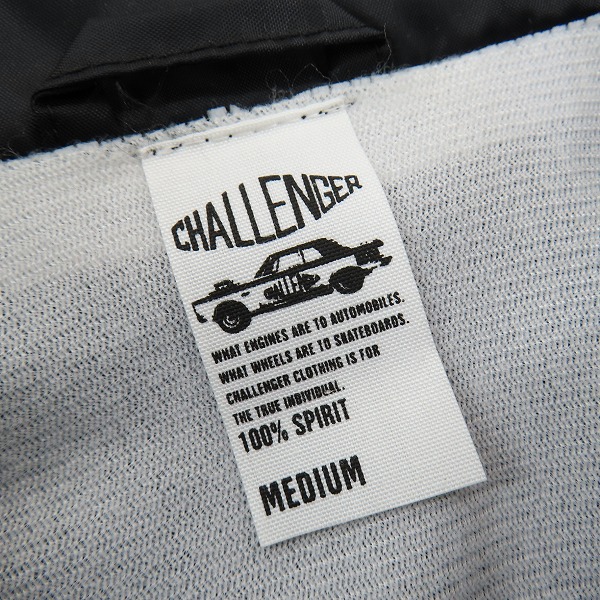 CHALLENGER
WHAT ENGINES ARE TO AUTOMOBILES.
WHAT WHEELS ARE TO SKATEBOARDS.
CHALLENGER CLOTHING IS FOR
THE TRUE INDIVIDUAL.
100% SPIRIT
MEDIUM